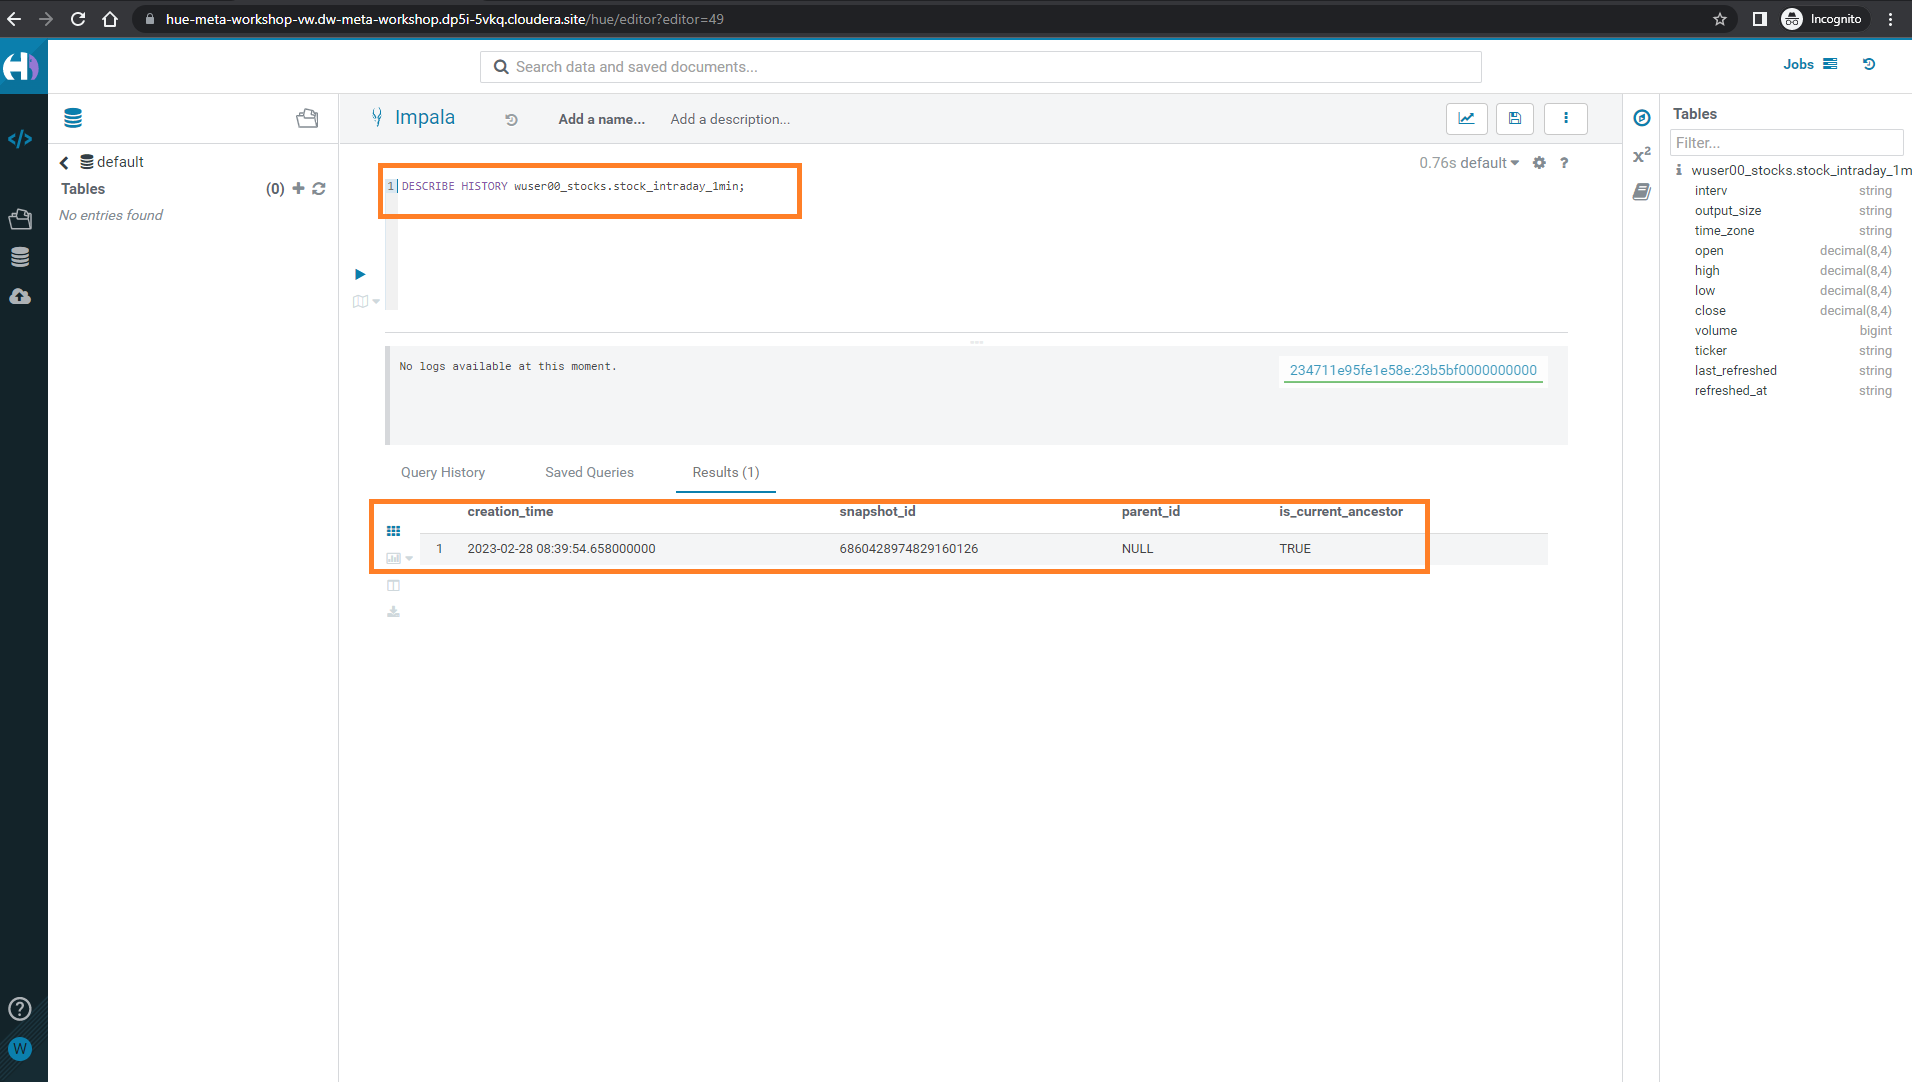 hue-meta-workshop-vw.dw-meta-workshop.dp5i-5vkq.cloudera.site/hue/editor?editor=49
Incognito
Search data and saved documents...
Jobs
default
Tables (0)
No entries found
Impala
Add a name...
Add a description...
0.76s default
?
1 DESCRIBE HISTORY wuser00_stocks.stock_intraday_1min;
No logs available at this moment.
234711e95fe1e58e:23b5bf0000000000
Query History
Saved Queries
Results (1)
creation_time snapshot_id parent_id is_current_ancestor
1 2023-02-28 08:39:54.658000000 6860428974829160126 NULL TRUE
x2
Tables
Filter...
wuser00_stocks.stock_intraday_1m
interv string
output_size string
time_zone string
open decimal(8,4)
high decimal(8,4)
low decimal(8,4)
close decimal(8,4)
volume bigint
ticker string
last_refreshed string
refreshed_at string
?
W